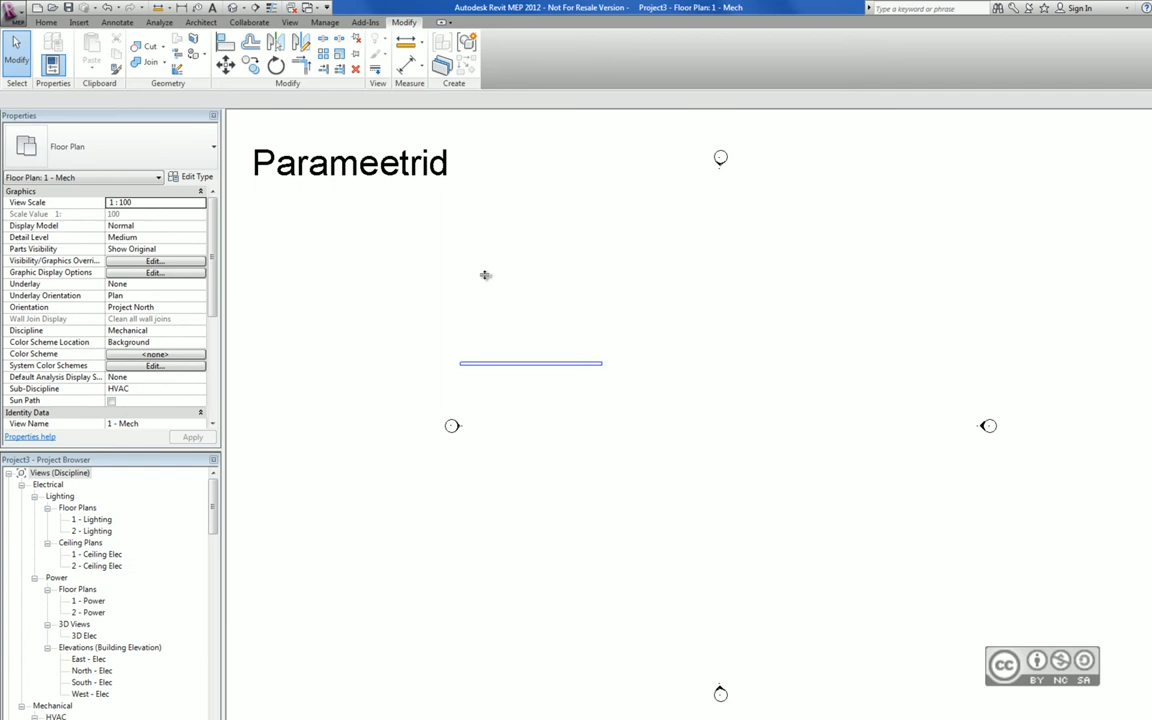 Autodesk Revit MEP 2012 - Not For Resale Version - Project3 - Floor Plan: 1 - Mech
Type a keyword or phrase
Sign In
MEP
Home Insert Annotate Analyze Architect Collaborate View Manage Add-Ins Modify
Modify
Paste
Cut
Join
Select Properties Clipboard Geometry Modify View Measure Create
Properties
Floor Plan
Floor Plan: 1 - Mech Edit Type
Graphics
View Scale 1 : 100
Scale Value 1: 100
Display Model Normal
Detail Level Medium
Parts Visibility Show Original
Visibility/Graphics Overri... Edit...
Graphic Display Options Edit...
Underlay None
Underlay Orientation Plan
Orientation Project North
Wall Join Display Clean all wall joins
Discipline Mechanical
Color Scheme Location Background
Color Scheme <none>
System Color Schemes Edit...
Default Analysis Display S... None
Sub-Discipline HVAC
Sun Path
Identity Data
View Name 1 - Mech
Properties help Apply
Project3 - Project Browser
Views (Discipline)
Electrical
Lighting
Floor Plans
1 - Lighting
2 - Lighting
Ceiling Plans
1 - Ceiling Elec
2 - Ceiling Elec
Power
Floor Plans
1 - Power
2 - Power
3D Views
3D Elec
Elevations (Building Elevation)
East - Elec
North - Elec
South - Elec
West - Elec
Mechanical
HVAC
Parameetrid
cc
BY NC SA